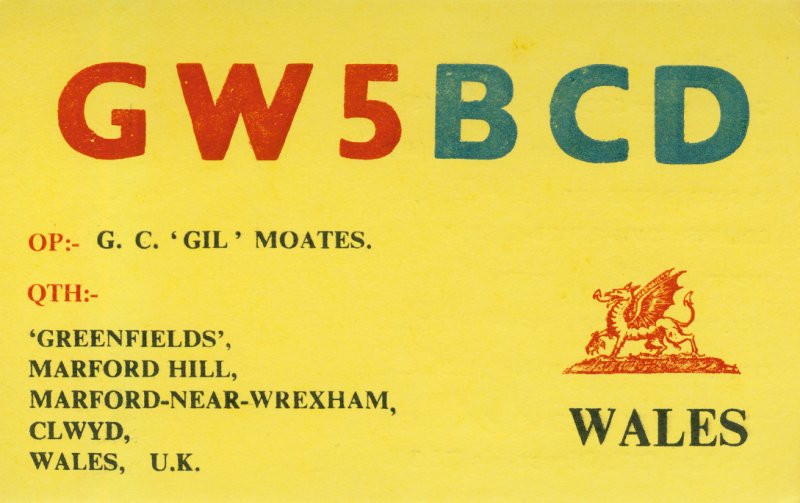 GW5BCD
OP:- G. C. 'GIL' MOATES.
QTH:-
'GREENFIELDS',
MARFORD HILL,
MARFORD-NEAR-WREXHAM,
CLWYD,
WALES, U.K.
WALES